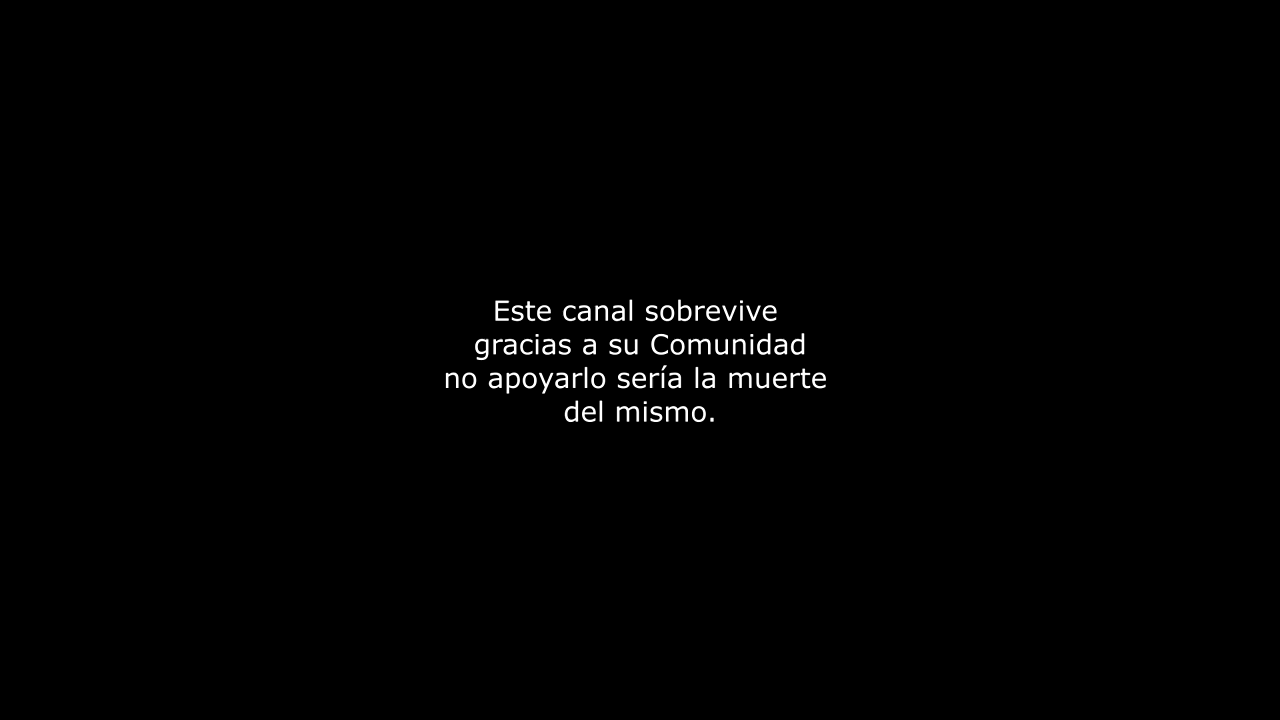 Este canal sobrevive
gracias a su Comunidad
no apoyarlo sería la muerte
del mismo.